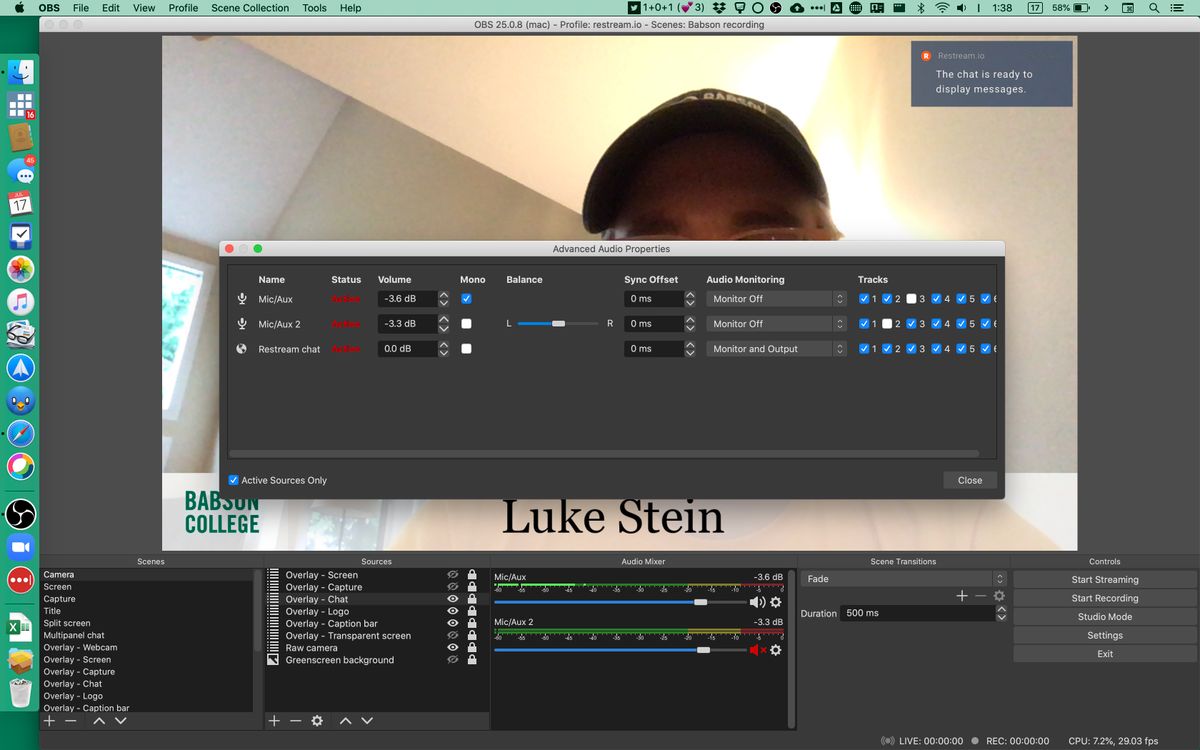 OBS File Edit View Profile Scene Collection Tools Help 1+0+1 (💕3) 17 58% 1:38
OBS 25.0.8 (mac) - Profile: restream.io - Scenes: Babson recording
16
45
JUL
17
Restream.io
The chat is ready to
display messages.
BABSON
Advanced Audio Properties
Name Status Volume Mono Balance Sync Offset Audio Monitoring Tracks
Mic/Aux Active -3.6 dB 0 ms Monitor Off 1 2 3 4 5 6
Mic/Aux 2 Active -3.3 dB L R 0 ms Monitor Off 1 2 3 4 5 6
Restream chat Active 0.0 dB 0 ms Monitor and Output 1 2 3 4 5 6
Active Sources Only
Close
BABSON
COLLEGE
Luke Stein
Scenes
Camera
Screen
Capture
Title
Split screen
Multipanel chat
Overlay - Webcam
Overlay - Screen
Overlay - Capture
Overlay - Chat
Overlay - Logo
Overlay - Caption bar
Sources
Overlay - Screen
Overlay - Capture
Overlay - Chat
Overlay - Logo
Overlay - Caption bar
Overlay - Transparent screen
Raw camera
Greenscreen background
Audio Mixer
Mic/Aux -3.6 dB
-60 -55 -50 -45 -40 -35 -30 -25 -20 -15 -10 -5 0
Mic/Aux 2 -3.3 dB
-60 -55 -50 -45 -40 -35 -30 -25 -20 -15 -10 -5 0
Scene Transitions
Fade
Duration 500 ms
Controls
Start Streaming
Start Recording
Studio Mode
Settings
Exit
LIVE: 00:00:00 REC: 00:00:00 CPU: 7.2%, 29.03 fps